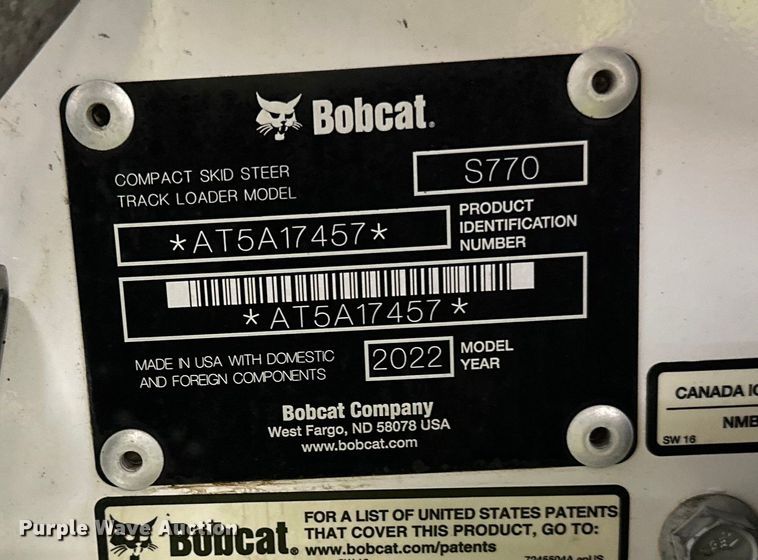 Bobcat®
COMPACT SKID STEER
TRACK LOADER MODEL
S770
*AT5A17457*
PRODUCT
IDENTIFICATION
NUMBER
*AT5A17457*
MADE IN USA WITH DOMESTIC
AND FOREIGN COMPONENTS
2022
MODEL
YEAR
Bobcat Company
West Fargo, ND 58078 USA
www.bobcat.com
CANADA IC
NMB
SW 16
Bobcat®
FOR A LIST OF UNITED STATES PATENTS
THAT COVER THIS PRODUCT, GO TO:
www.bobcat.com/patents
Purple Wave Auction